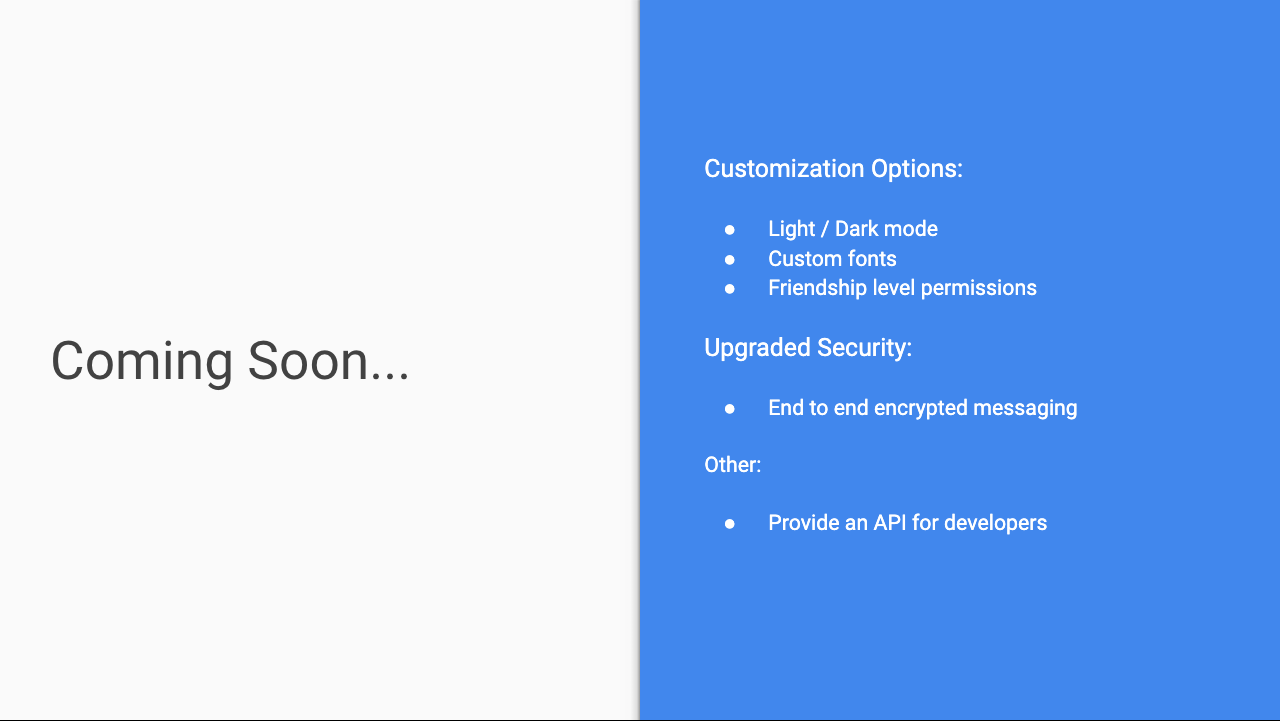 Coming Soon...
Customization Options:
● Light / Dark mode
● Custom fonts
● Friendship level permissions
Upgraded Security:
● End to end encrypted messaging
Other:
● Provide an API for developers